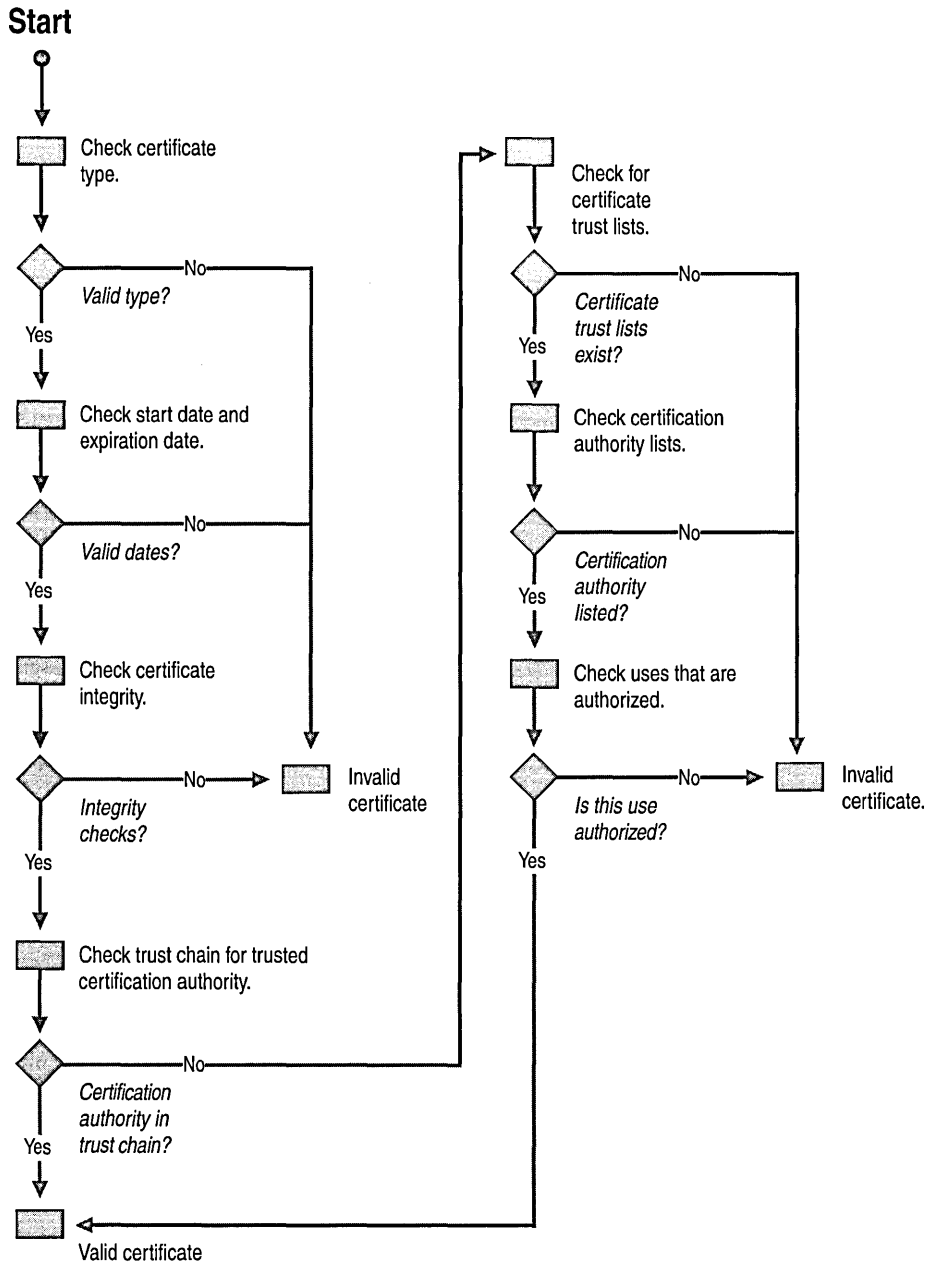 Start
Check certificate
type.
No
Valid type?
Yes
Check start date and
expiration date.
No
Valid dates?
Yes
Check certificate
integrity.
No
Invalid
certificate
Integrity
checks?
Yes
Check trust chain for trusted
certification authority.
No
Certification
authority in
trust chain?
Yes
Valid certificate
Check for
certificate
trust lists.
No
Certificate
trust lists
exist?
Yes
Check certification
authority lists.
No
Certification
authority
listed?
Yes
Check uses that are
authorized.
No
Invalid
certificate.
Is this use
authorized?
Yes